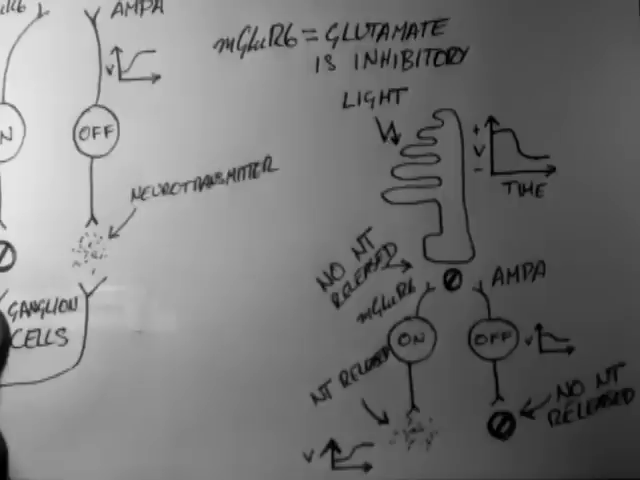 AMPA
V
N
OFF
NEUROTRANSMITTER
GANGLION
CELLS
mGluR6 = GLUTAMATE
IS INHIBITORY
LIGHT
+
V
-
TIME
NO NT
RELEASED
mGluR6
AMPA
ON
OFF
V
NT RELEASED
NO NT
RELEASED
V